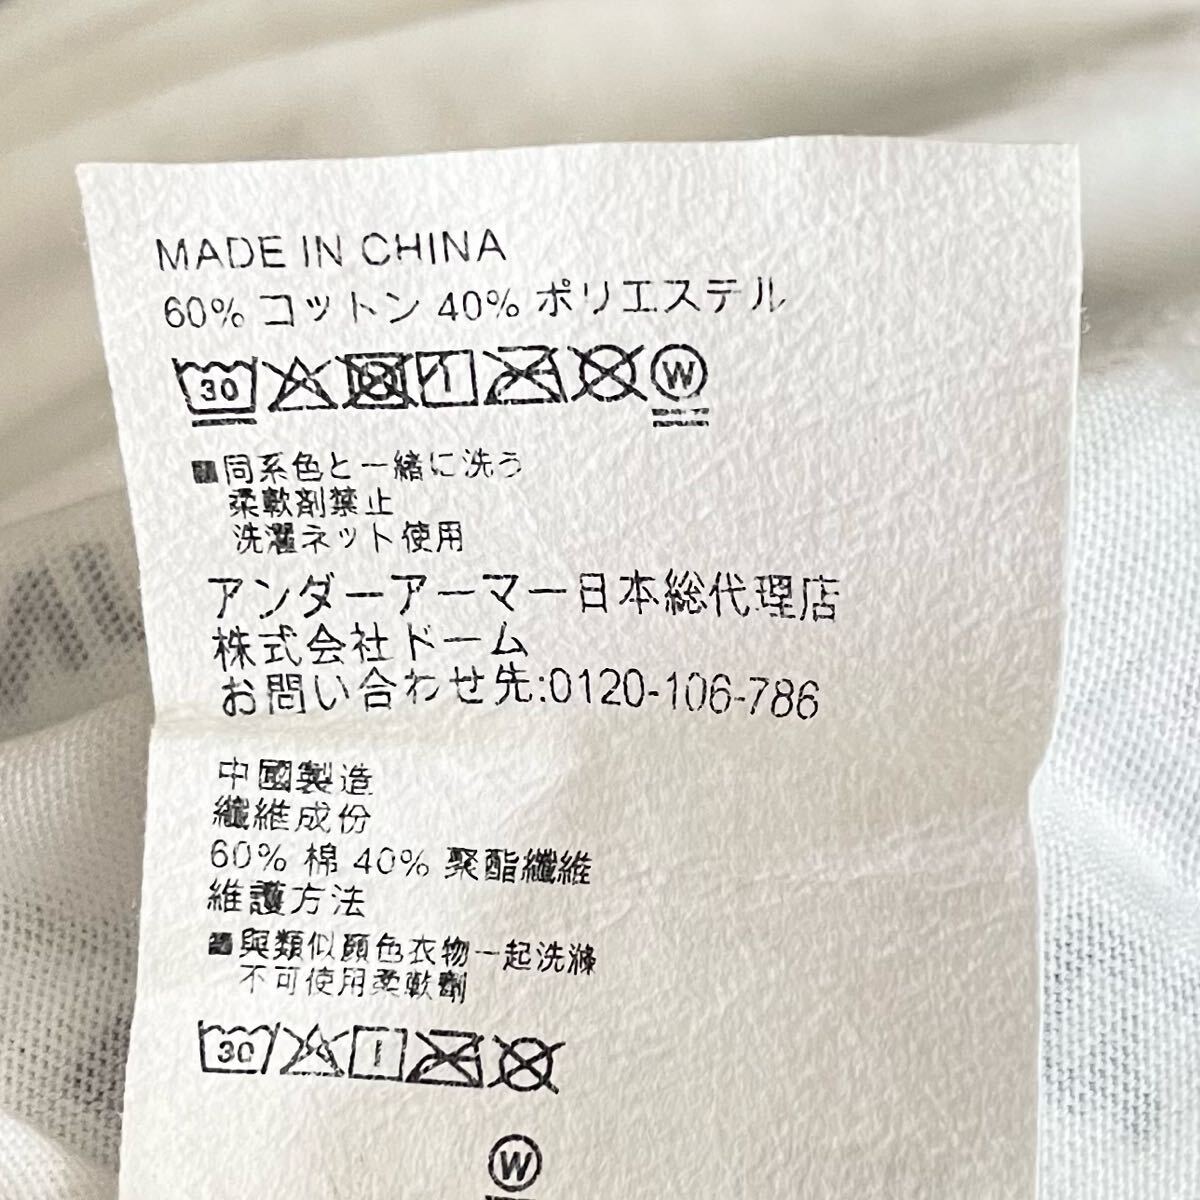 MADE IN CHINA
60% コットン 40% ポリエステル
30 W
同系色と一緒に洗う
柔軟剤禁止
洗濯ネット使用
アンダーアーマー日本総代理店
株式会社ドーム
お問い合わせ先:0120-106-786
中國製造
纖維成份
60% 棉 40% 聚酯纖維
維護方法
與類似顏色衣物一起洗滌
不可使用柔軟劑
30
W